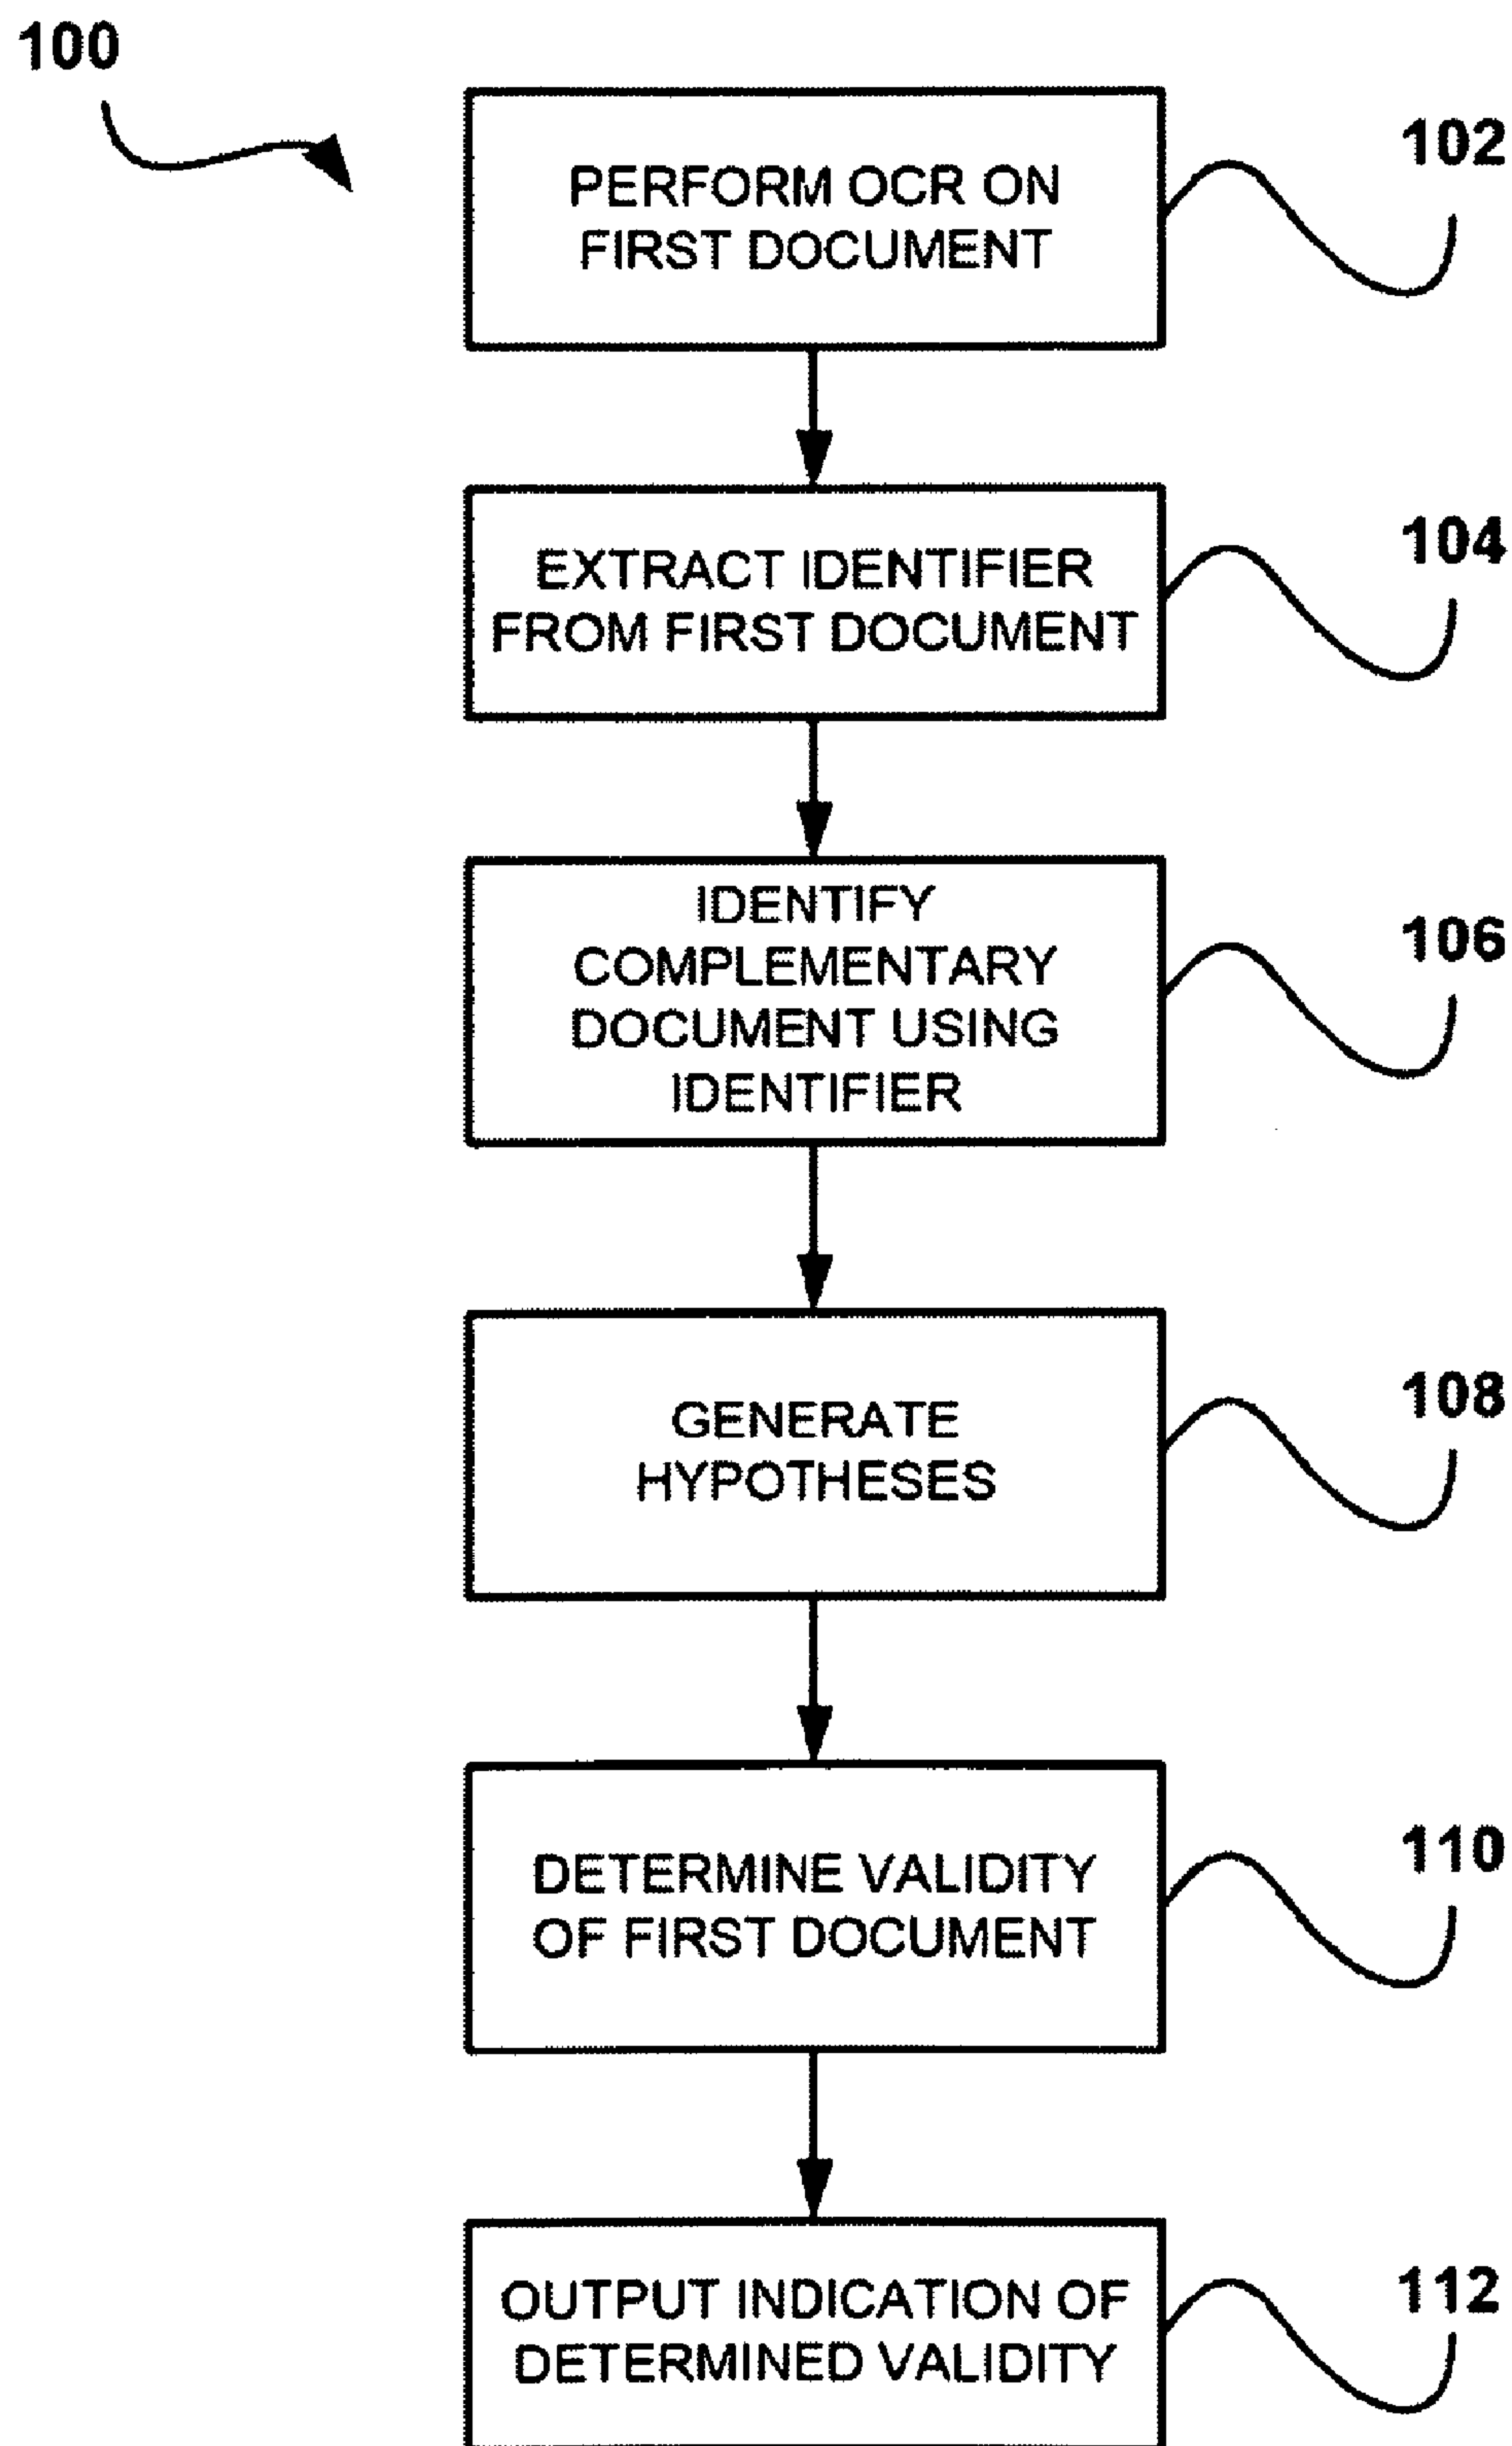 100
PERFORM OCR ON
FIRST DOCUMENT
102
EXTRACT IDENTIFIER
FROM FIRST DOCUMENT
104
IDENTIFY
COMPLEMENTARY
DOCUMENT USING
IDENTIFIER
106
GENERATE
HYPOTHESES
108
DETERMINE VALIDITY
OF FIRST DOCUMENT
110
OUTPUT INDICATION OF
DETERMINED VALIDITY
112